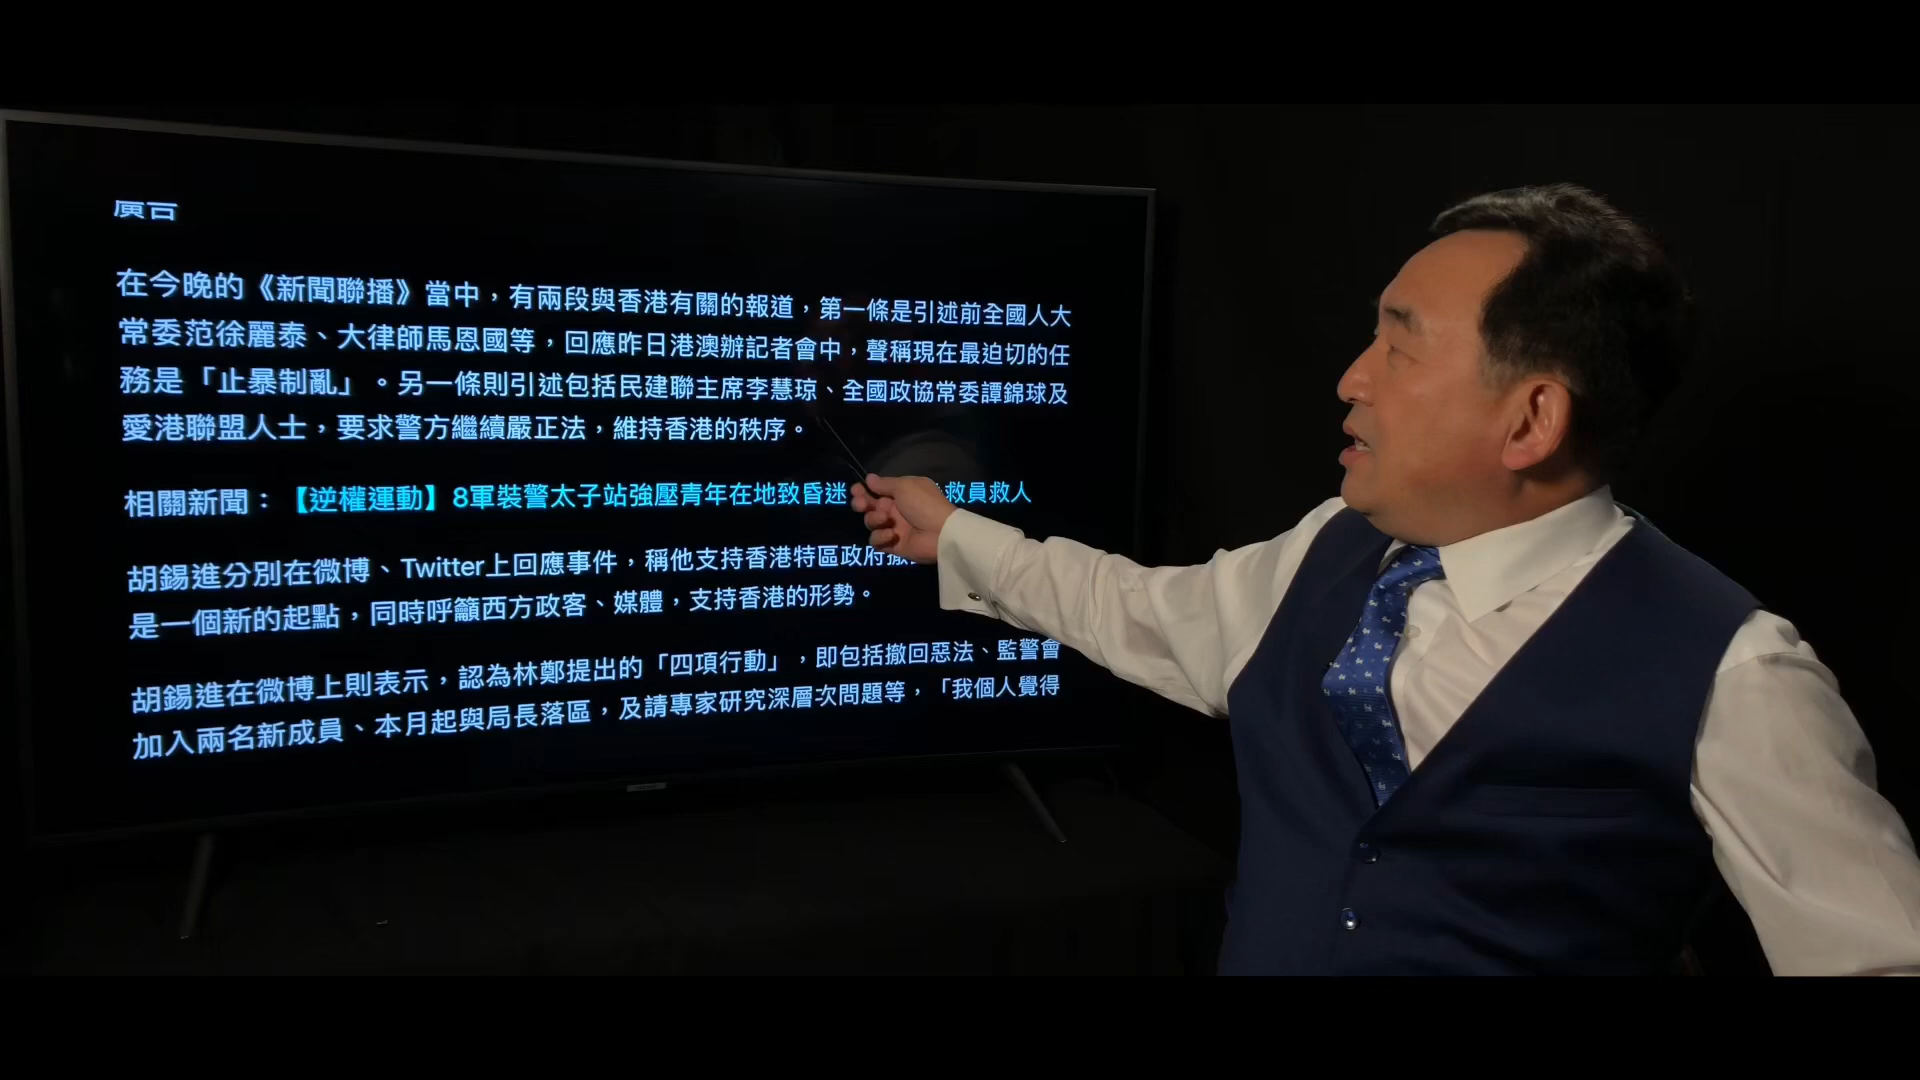 廣告
在今晚的《新聞聯播》當中，有兩段與香港有關的報道，第一條是引述前全國人大
常委范徐麗泰、大律師馬恩國等，回應昨日港澳辦記者會中，聲稱現在最迫切的任
務是「止暴制亂」。另一條則引述包括民建聯主席李慧琼、全國政協常委譚錦球及
愛港聯盟人士，要求警方繼續嚴正法，維持香港的秩序。
相關新聞：【逆權運動】8軍裝警太子站強壓青年在地致昏迷 救員救人
胡錫進分別在微博、Twitter上回應事件，稱他支持香港特區政府
是一個新的起點，同時呼籲西方政客、媒體，支持香港的形勢。
胡錫進在微博上則表示，認為林鄭提出的「四項行動」，即包括撤回惡法、監警會
加入兩名新成員、本月起與局長落區，及請專家研究深層次問題等，「我個人覺得